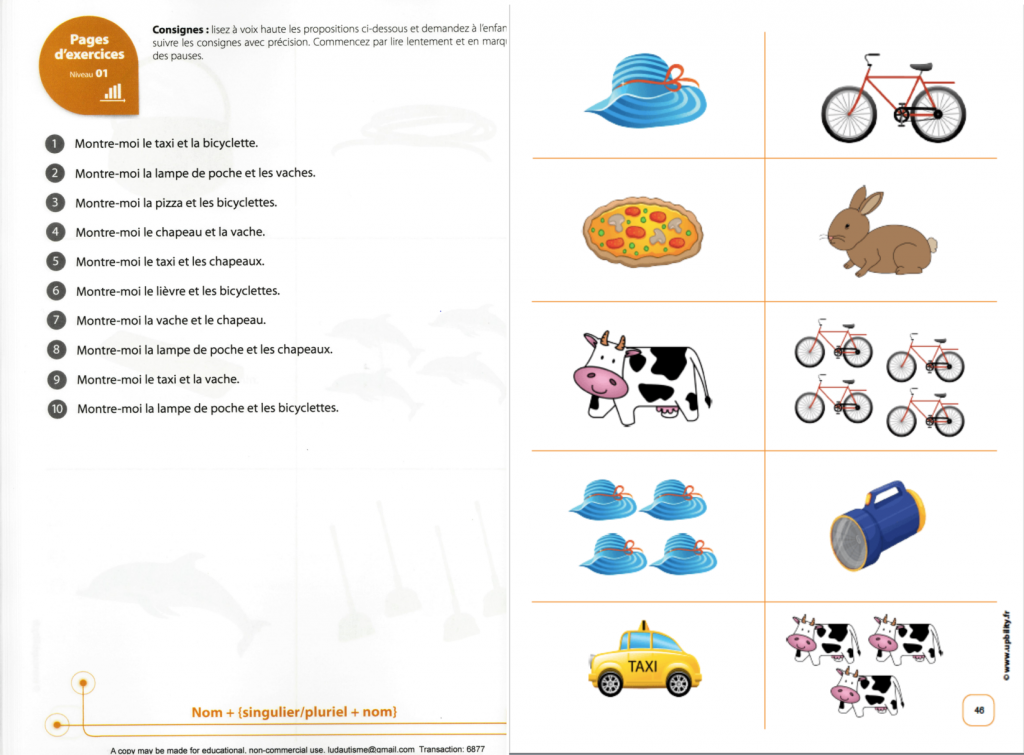 Pages
d'exercices
Niveau 01
Consignes : lisez à voix haute les propositions ci-dessous et demandez à l'enfan
suivre les consignes avec précision. Commencez par lire lentement et en marqu
des pauses.
1 Montre-moi le taxi et la bicyclette.
2 Montre-moi la lampe de poche et les vaches.
3 Montre-moi la pizza et les bicyclettes.
4 Montre-moi le chapeau et la vache.
5 Montre-moi le taxi et les chapeaux.
6 Montre-moi le lièvre et les bicyclettes.
7 Montre-moi la vache et le chapeau.
8 Montre-moi la lampe de poche et les chapeaux.
9 Montre-moi le taxi et la vache.
10 Montre-moi la lampe de poche et les bicyclettes.
Nom + {singulier/pluriel + nom}
A copy may be made for educational, non-commercial use. ludautisme@gmail.com Transaction: 6877
TAXI
© www.upbility.fr
46